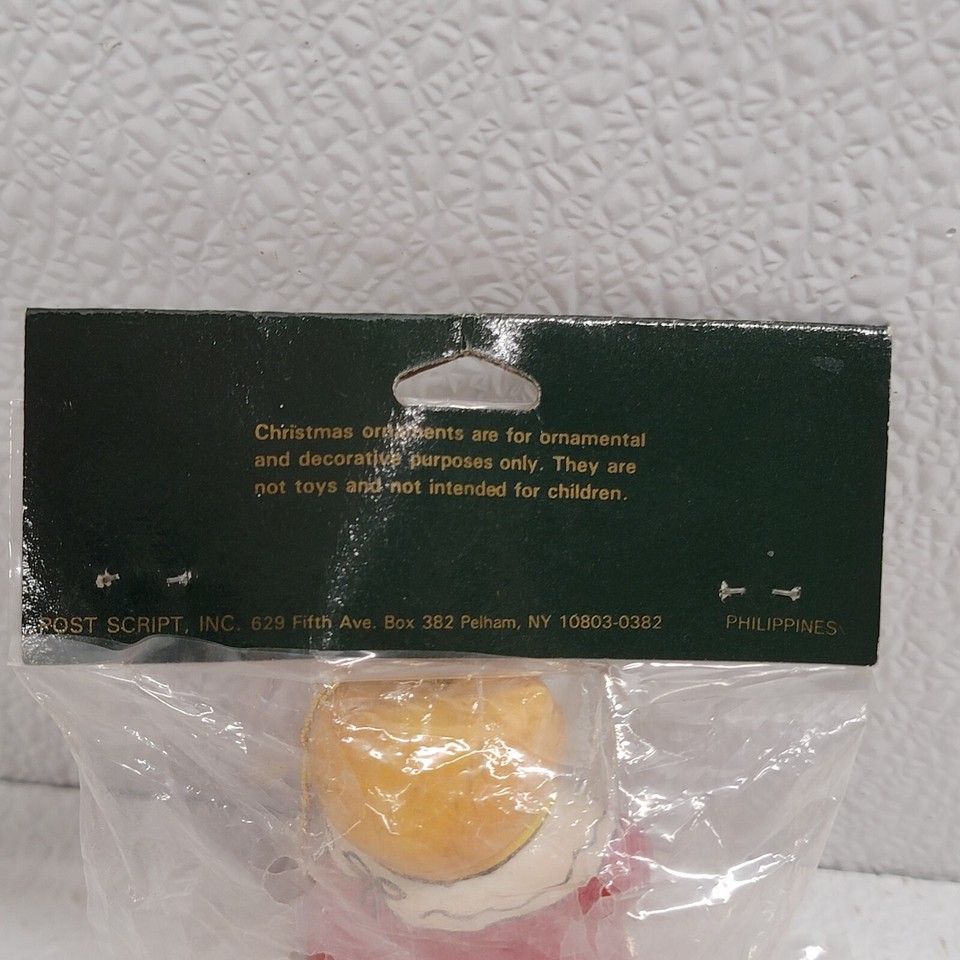 Christmas ornaments are for ornamental
and decorative purposes only. They are
not toys and not intended for children.
POST SCRIPT, INC. 629 Fifth Ave. Box 382 Pelham, NY 10803-0382 PHILIPPINES